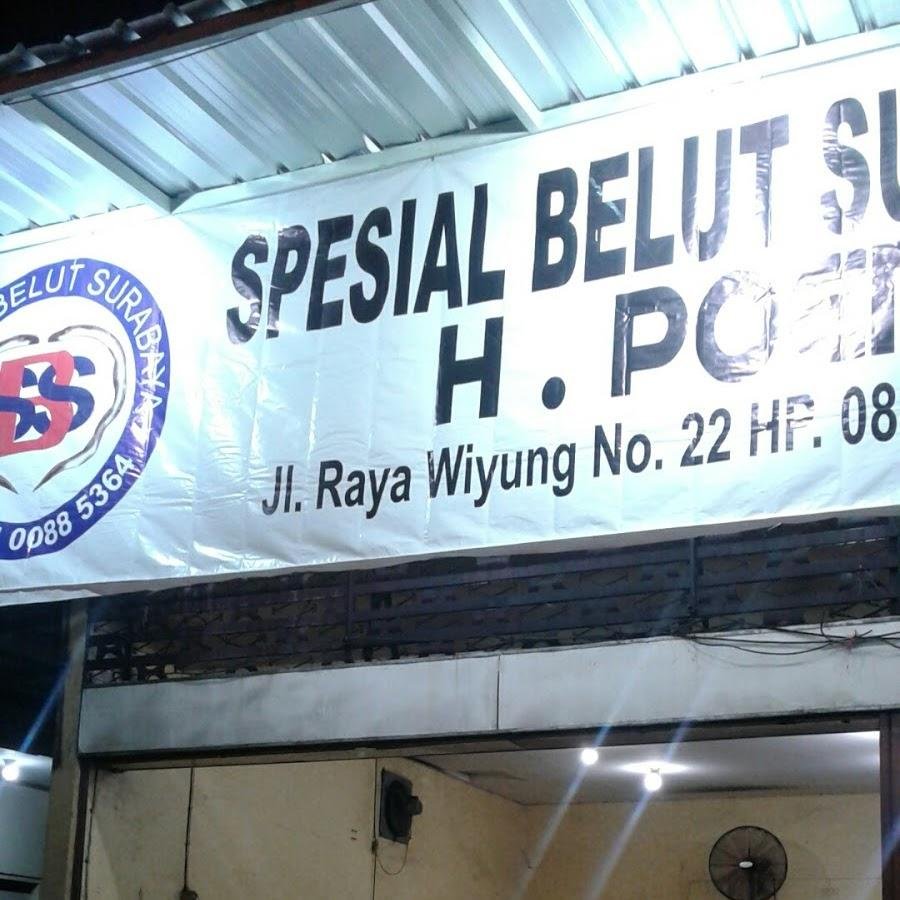 SPESIAL BELUT SU
H. PO
Jl. Raya Wiyung No. 22 HP. 08
BELUT SURABAYA
SBS
0088 5364